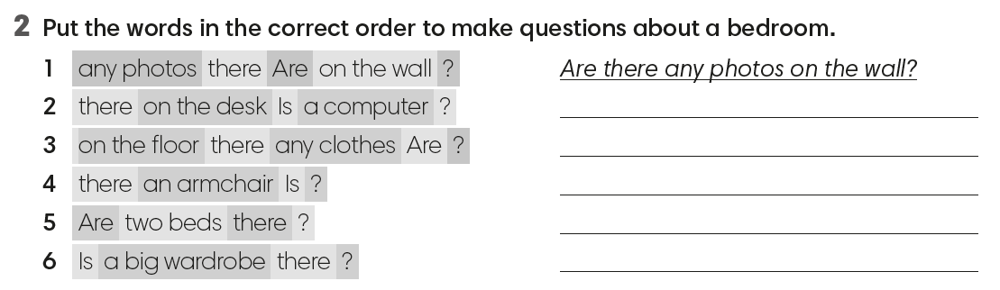 2 Put the words in the correct order to make questions about a bedroom.
1 any photos there Are on the wall ? Are there any photos on the wall?
2 there on the desk Is a computer ?
3 on the floor there any clothes Are ?
4 there an armchair Is ?
5 Are two beds there ?
6 Is a big wardrobe there ?